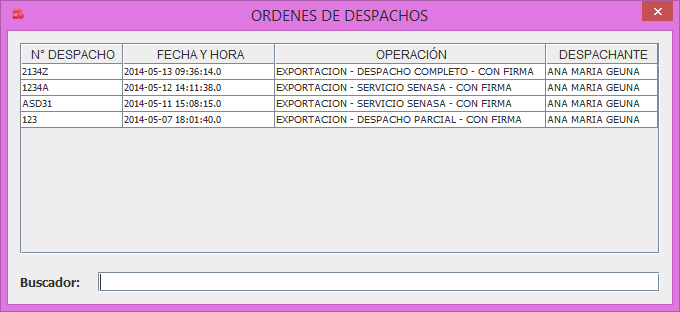 ORDENES DE DESPACHOS
N° DESPACHO FECHA Y HORA OPERACIÓN DESPACHANTE
2134Z 2014-05-13 09:36:14.0 EXPORTACION - DESPACHO COMPLETO - CON FIRMA ANA MARIA GEUNA
1234A 2014-05-12 14:11:38.0 EXPORTACION - SERVICIO SENASA - CON FIRMA ANA MARIA GEUNA
ASD31 2014-05-11 15:08:15.0 EXPORTACION - SERVICIO SENASA - CON FIRMA ANA MARIA GEUNA
123 2014-05-07 18:01:40.0 EXPORTACION - DESPACHO PARCIAL - CON FIRMA ANA MARIA GEUNA
Buscador: